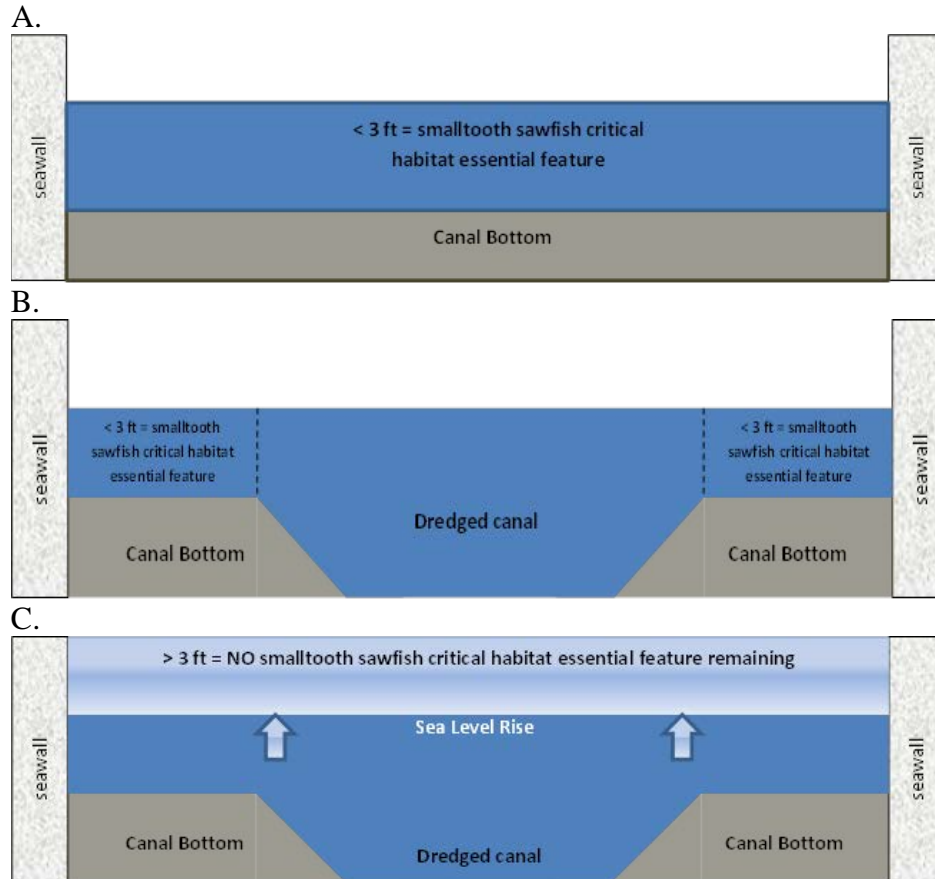 A.
seawall
< 3 ft = smalltooth sawfish critical
habitat essential feature
Canal Bottom
seawall
B.
seawall
< 3 ft = smalltooth
sawfish critical habitat
essential feature
Canal Bottom
Dredged canal
< 3 ft = smalltooth
sawfish critical habitat
essential feature
Canal Bottom
seawall
C.
seawall
> 3 ft = NO smalltooth sawfish critical habitat essential feature remaining
Sea Level Rise
Canal Bottom
Dredged canal
Canal Bottom
seawall